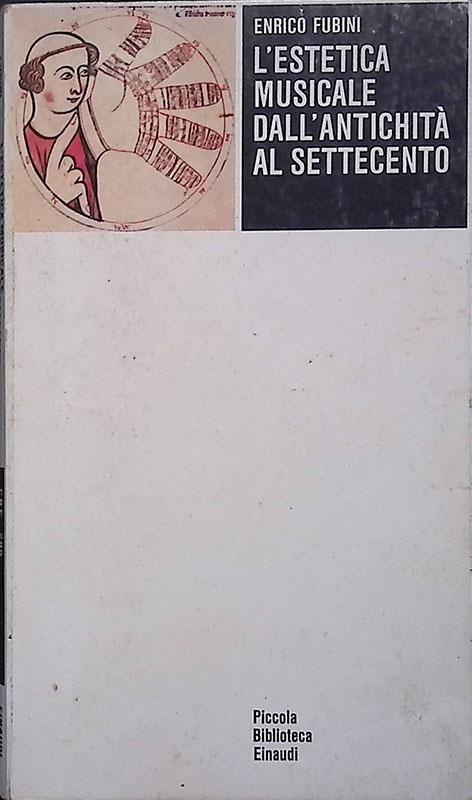 ENRICO FUBINI
L'ESTETICA
MUSICALE
DALL'ANTICHITÀ
AL SETTECENTO
Piccola
Biblioteca
Einaudi